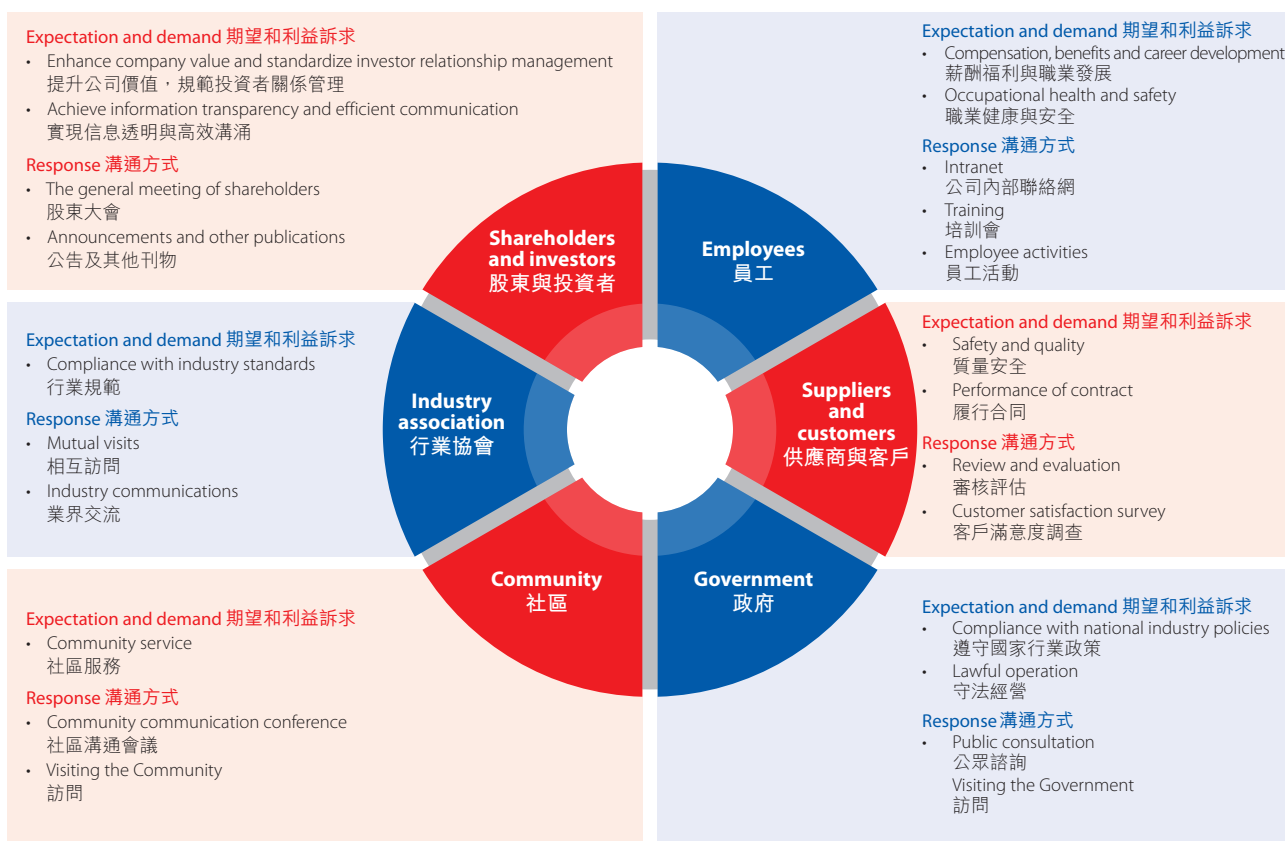 Expectation and demand 期望和利益訴求
• Enhance company value and standardize investor relationship management
提升公司價值，規範投資者關係管理
• Achieve information transparency and efficient communication
實現信息透明與高效溝涌
Response 溝通方式
• The general meeting of shareholders
股東大會
• Announcements and other publications
公告及其他刊物
Expectation and demand 期望和利益訴求
• Compensation, benefits and career development
薪酬福利與職業發展
• Occupational health and safety
職業健康與安全
Response 溝通方式
• Intranet
公司內部聯絡網
• Training
培訓會
• Employee activities
員工活動
Shareholders
and investors
股東與投資者
Employees
員工
Expectation and demand 期望和利益訴求
• Compliance with industry standards
行業規範
Response 溝通方式
• Mutual visits
相互訪問
• Industry communications
業界交流
Industry
association
行業協會
Suppliers
and
customers
供應商與客戶
Expectation and demand 期望和利益訴求
• Safety and quality
質量安全
• Performance of contract
履行合同
Response 溝通方式
• Review and evaluation
審核評估
• Customer satisfaction survey
客戶滿意度調查
Community
社區
Government
政府
Expectation and demand 期望和利益訴求
• Community service
社區服務
Response 溝通方式
• Community communication conference
社區溝通會議
• Visiting the Community
訪問
Expectation and demand 期望和利益訴求
• Compliance with national industry policies
遵守國家行業政策
• Lawful operation
守法經營
Response 溝通方式
• Public consultation
公眾諮詢
Visiting the Government
訪問